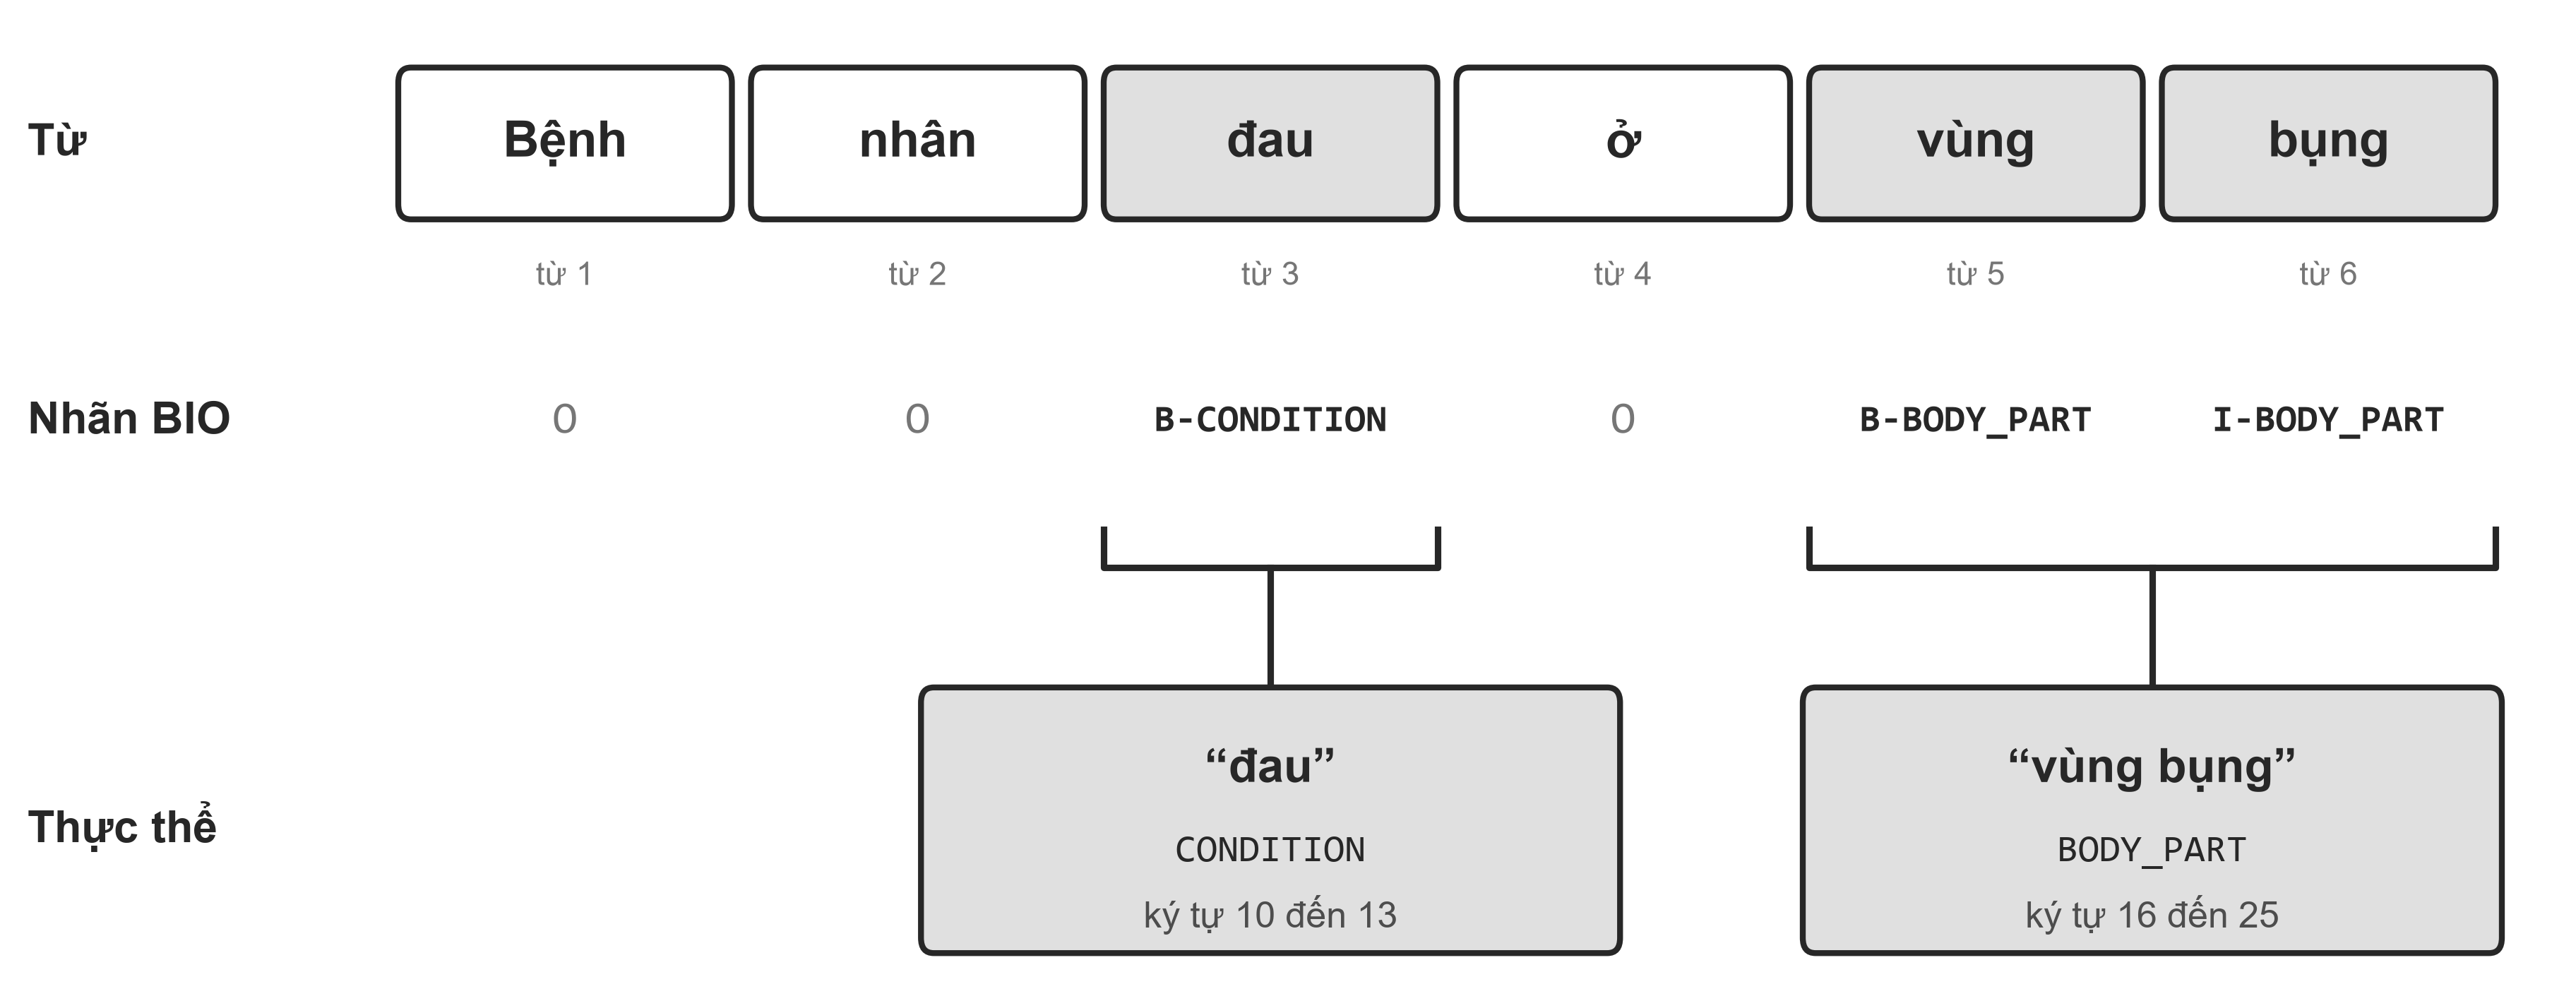 Từ Bệnh nhân đau ở vùng bụng
từ 1 từ 2 từ 3 từ 4 từ 5 từ 6
Nhãn BIO O O B-CONDITION O B-BODY_PART I-BODY_PART
Thực thể
“đau”
CONDITION
ký tự 10 đến 13
“vùng bụng”
BODY_PART
ký tự 16 đến 25